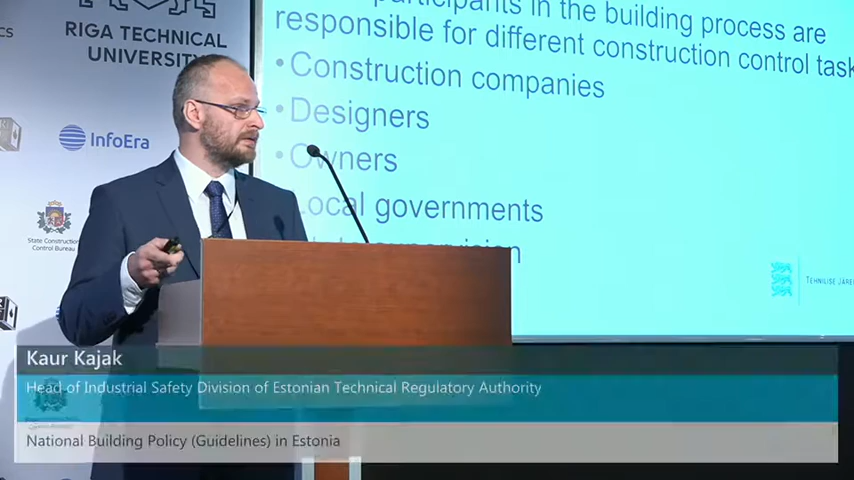 RIGA TECHNICAL
UNIVERSITY
InfoEra
State Construction
Control Bureau
participants in the building process are
responsible for different construction control
• Construction companies
• Designers
• Owners
Local governments
TEHNILISE
Kaur Kajak
Head of Industrial Safety Division of Estonian Technical Regulatory Authority
National Building Policy (Guidelines) in Estonia